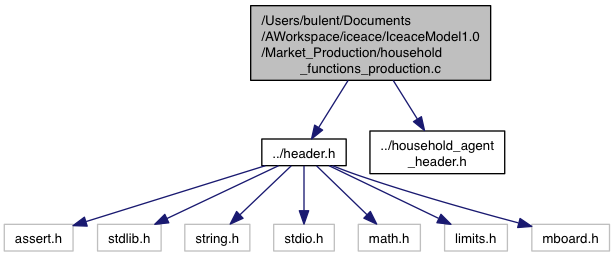 /Users/bulent/Documents
/AWorkspace/iceace/IceaceModel1.0
/Market_Production/household
_functions_production.c
../header.h
../household_agent
_header.h
assert.h
stdlib.h
string.h
stdio.h
math.h
limits.h
mboard.h